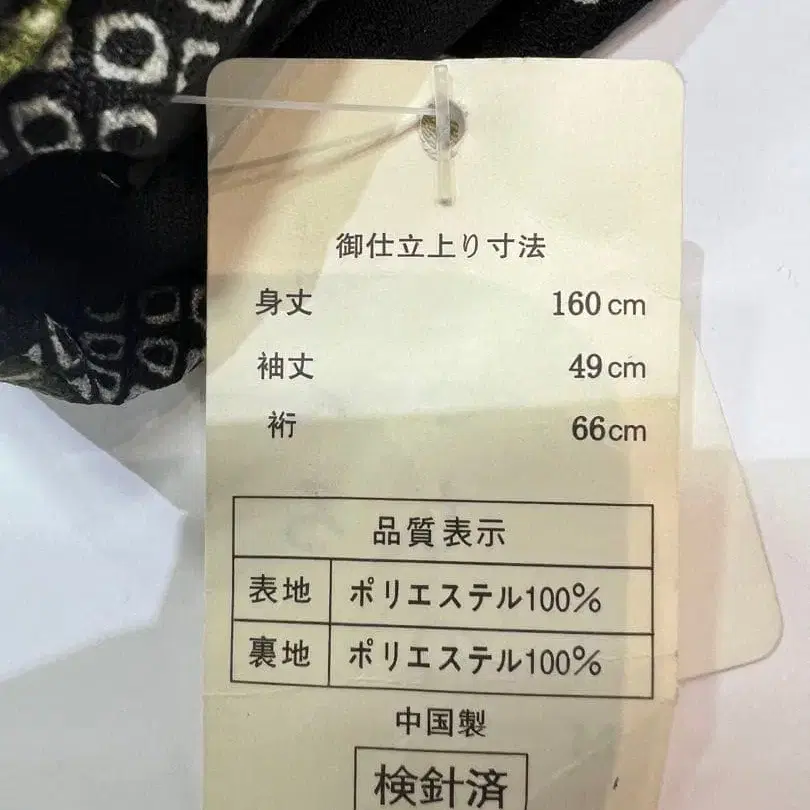 御仕立上り寸法
身丈 160cm
袖丈 49cm
裄 66cm
品質表示
表地 ポリエステル100%
裏地 ポリエステル100%
中国製
検針済